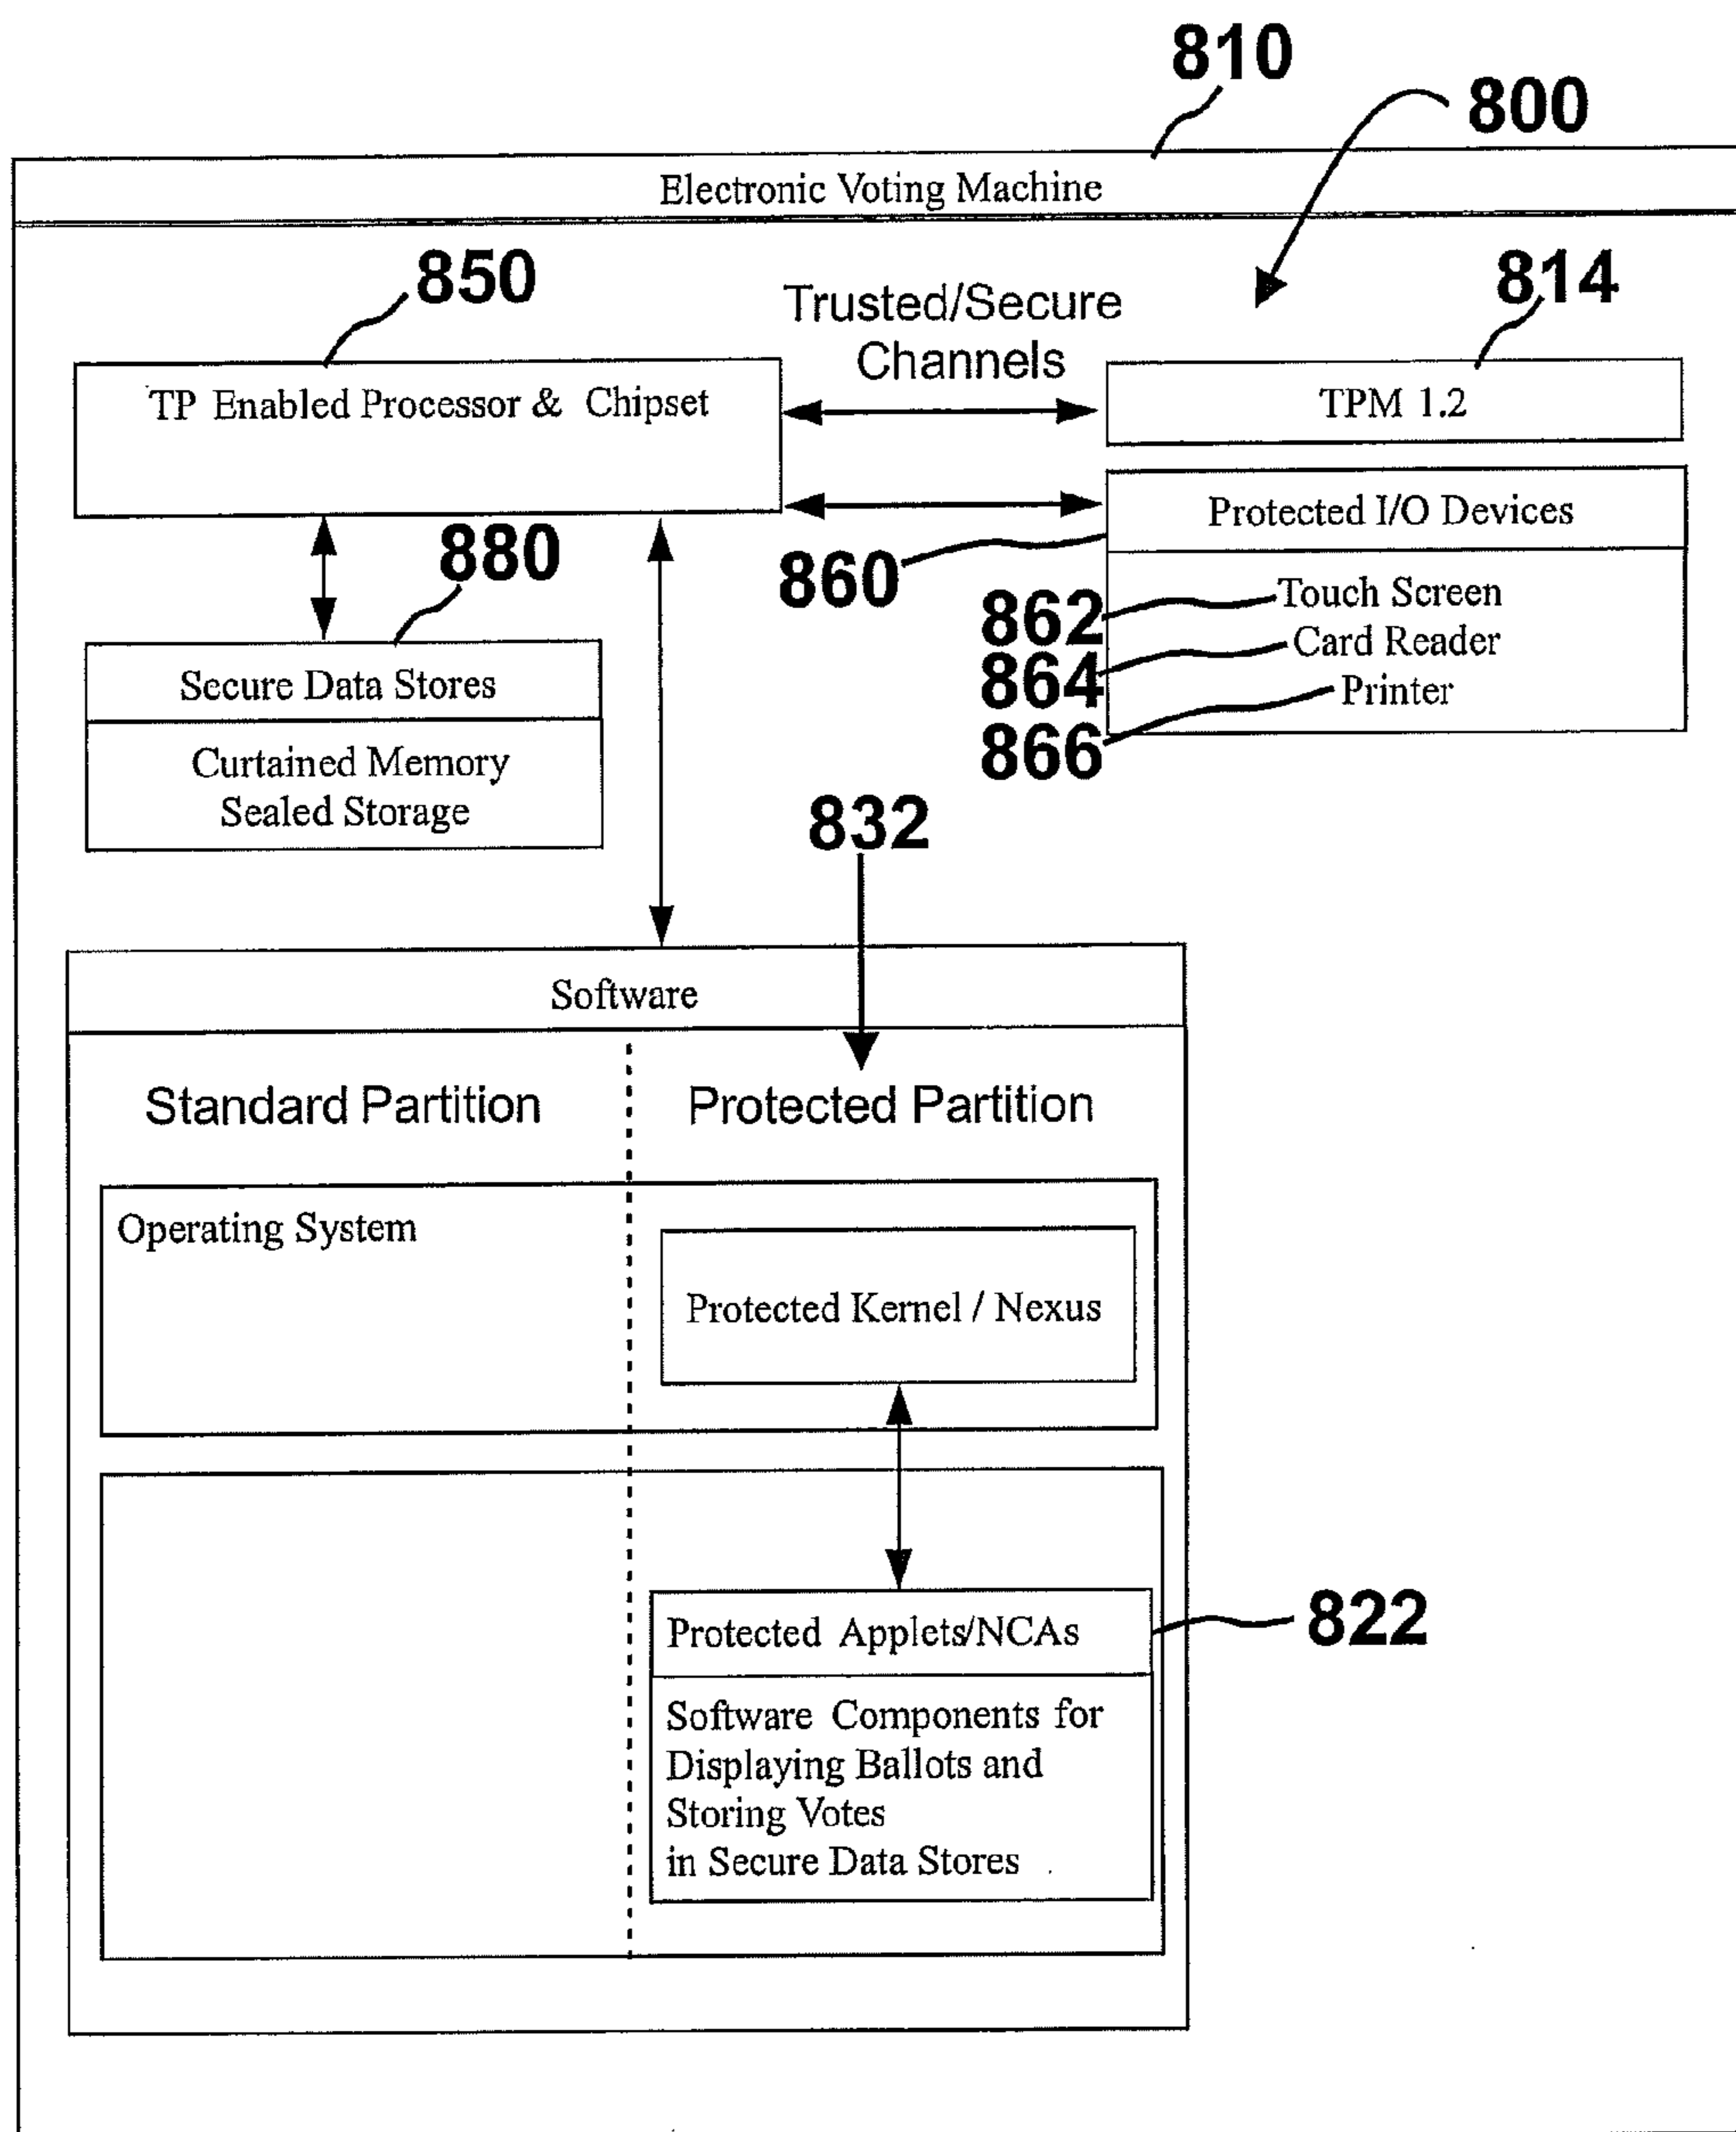 810
800
Electronic Voting Machine
850
Trusted/Secure
Channels
814
TP Enabled Processor & Chipset
TPM 1.2
880
860
Protected I/O Devices
862
Touch Screen
864
Card Reader
866
Printer
Secure Data Stores
Curtained Memory
Sealed Storage
832
Software
Standard Partition
Protected Partition
Operating System
Protected Kernel / Nexus
Protected Applets/NCAs
822
Software Components for
Displaying Ballots and
Storing Votes
in Secure Data Stores